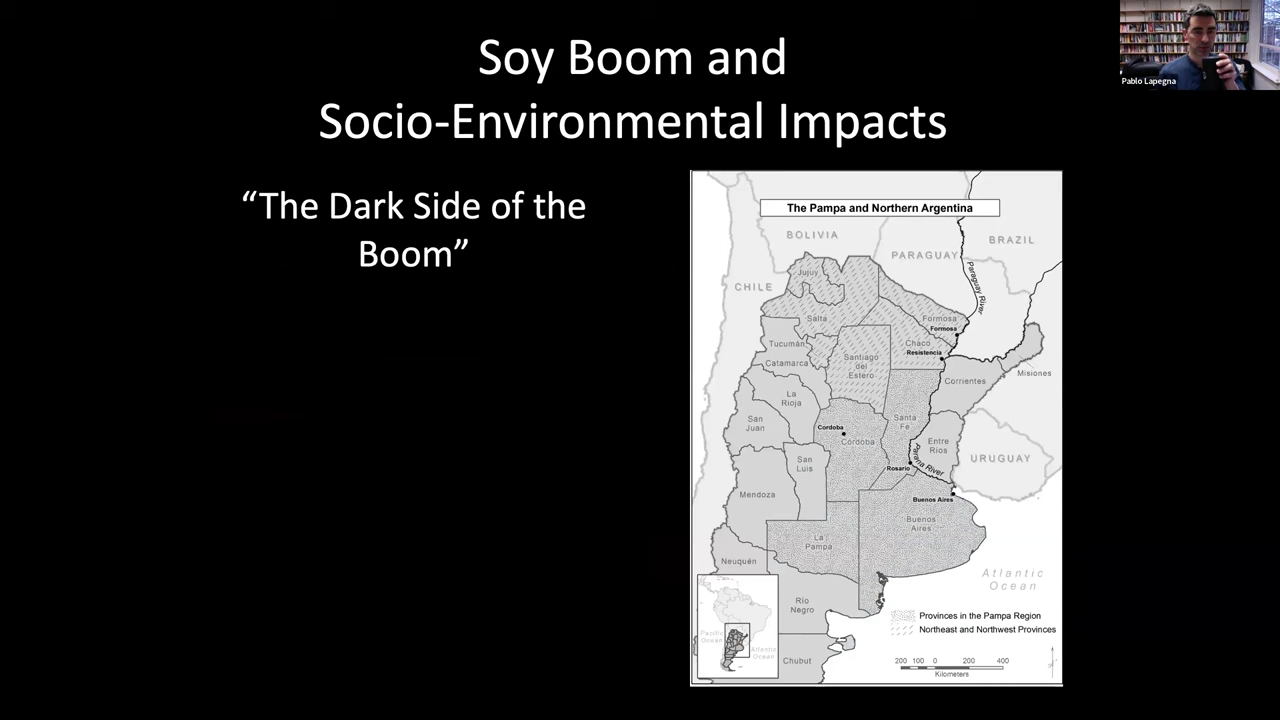 Soy Boom and
Socio-Environmental Impacts
Pablo Lapegna
“The Dark Side of the
Boom”
The Pampa and Northern Argentina
BOLIVIA
PARAGUAY
BRAZIL
CHILE
Paraguay River
Jujuy
Salta
Formosa
Formosa
Chaco
Resistencia
Tucumán
Catamarca
Santiago
del
Estero
Misiones
Corrientes
La
Rioja
San
Juan
Santa
Fe
Cordoba
Córdoba
Entre
Rios
URUGUAY
San
Luis
Rosario
Parana River
Mendoza
Buenos Aires
Buenos
Aires
La
Pampa
Neuquén
Atlantic
Ocean
Río
Negro
Provinces in the Pampa Region
Northeast and Northwest Provinces
Pacific
Ocean
Atlantic
Ocean
Chubut
200 100 0 200 400
Kilometers